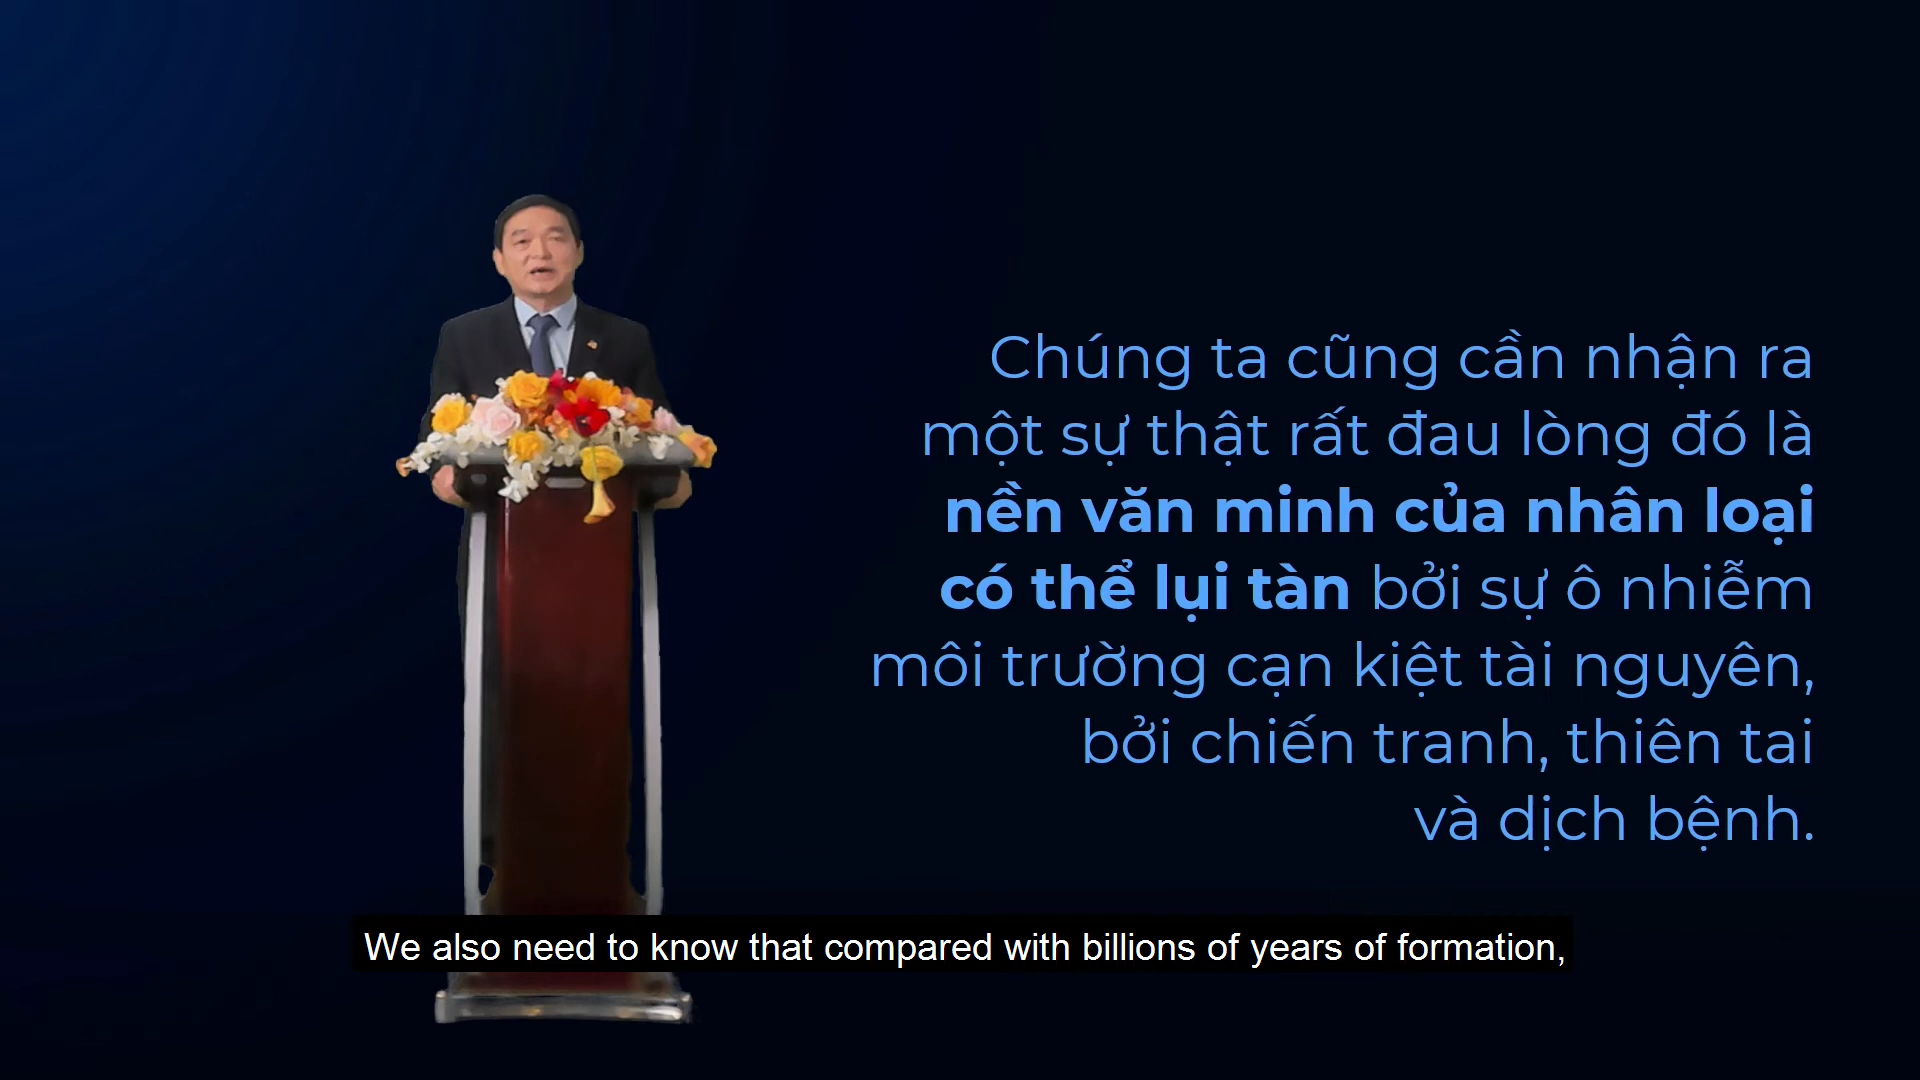 Chúng ta cũng cần nhận ra
một sự thật rất đau lòng đó là
nền văn minh của nhân loại
có thể lụi tàn bởi sự ô nhiễm
môi trường cạn kiệt tài nguyên,
bởi chiến tranh, thiên tai
và dịch bệnh.
We also need to know that compared with billions of years of formation,